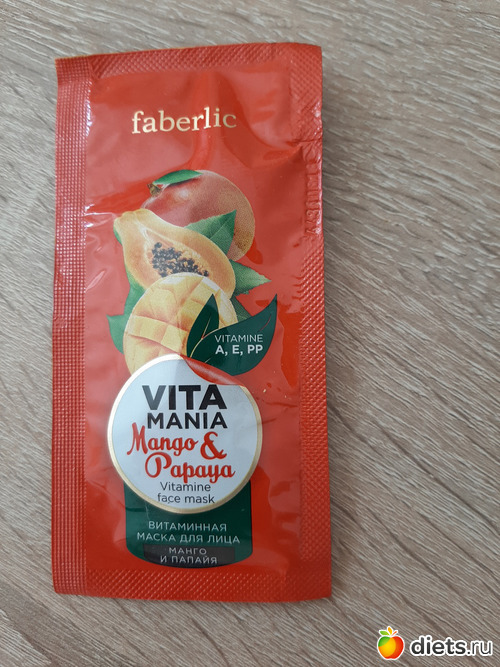 faberlic
VITAMINE
A, E, PP
VITA
MANIA
Mango &
Papaya
Vitamine
face mask
ВИТАМИННАЯ
МАСКА ДЛЯ ЛИЦА
МАНГО
И ПАПАЙЯ
diets.ru